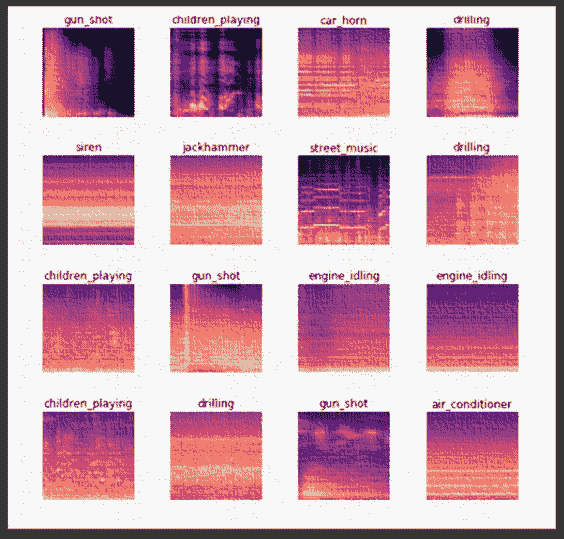 gun_shot children_playing car_horn drilling
siren jackhammer street_music drilling
children_playing gun_shot engine_idling engine_idling
children_playing drilling gun_shot air_conditioner